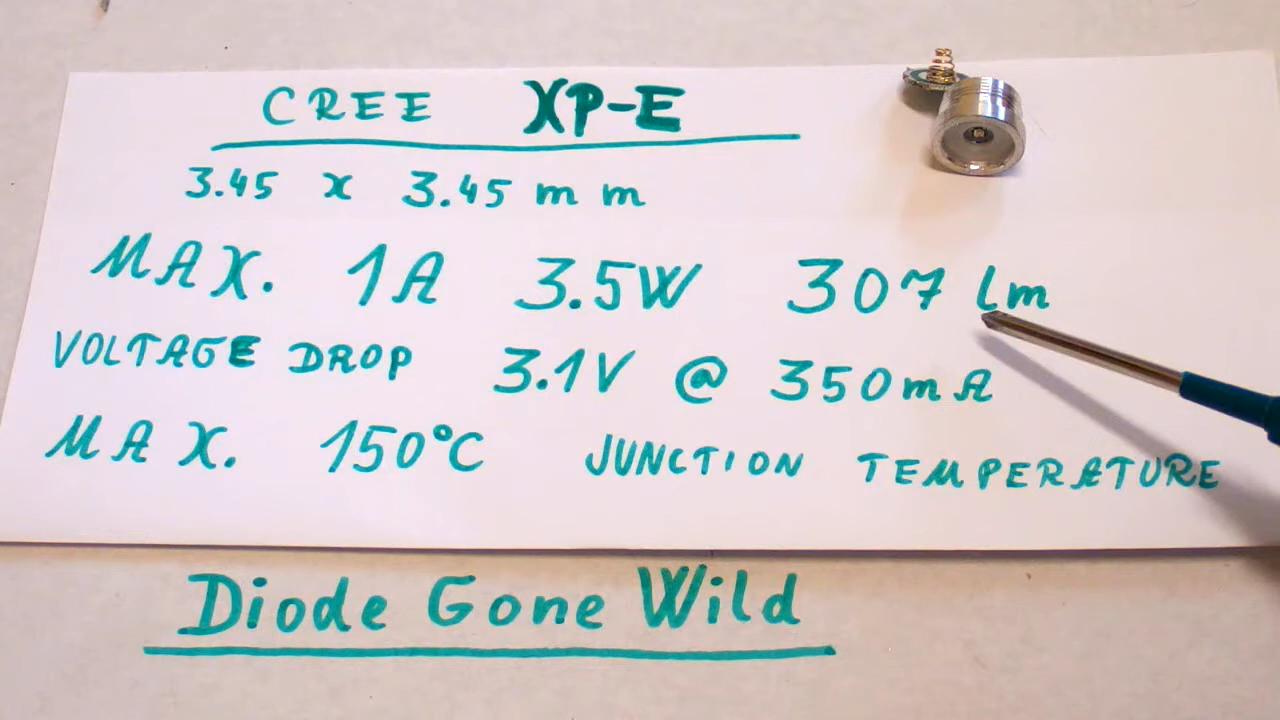 CREE XP-E
3.45 x 3.45 mm
MAX. 1A 3.5W 307 lm
VOLTAGE DROP 3.1V @ 350mA
MAX. 150°C JUNCTION TEMPERATURE
Diode Gone Wild